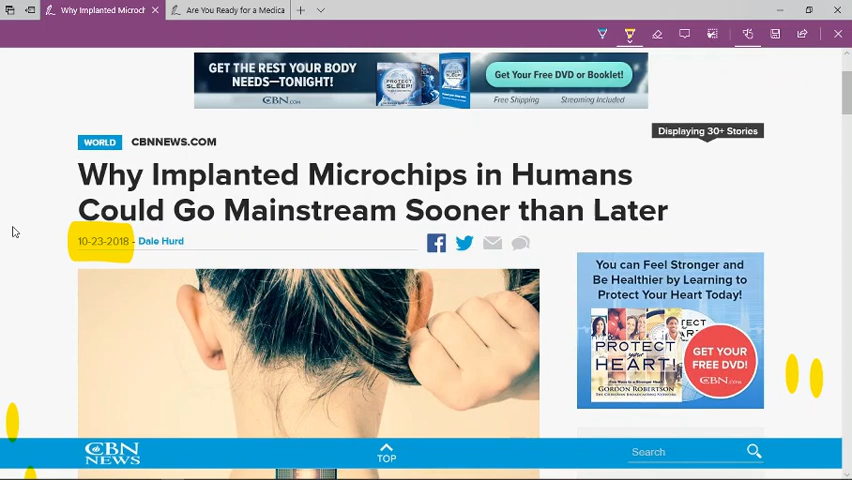 Why Implanted Microch
Are You Ready for a Medica
GET THE REST YOUR BODY
NEEDS–TONIGHT!
CBN.COM
PROTECT
SLEEP!
Get Your Free DVD or Booklet!
Free Shipping
Streaming Included
Displaying 30+ Stories
WORLD
CBNNEWS.COM
Why Implanted Microchips in Humans
Could Go Mainstream Sooner than Later
10-23-2018 - Dale Hurd
You can Feel Stronger and
Be Healthier by Learning to
Protect Your Heart Today!
PROTECT
your
HEART!
GORDON ROBERTSON
THE CHRISTIAN BROADCASTING NETWORK
GET YOUR
FREE DVD!
CBN.com
CBN
NEWS
TOP
Search